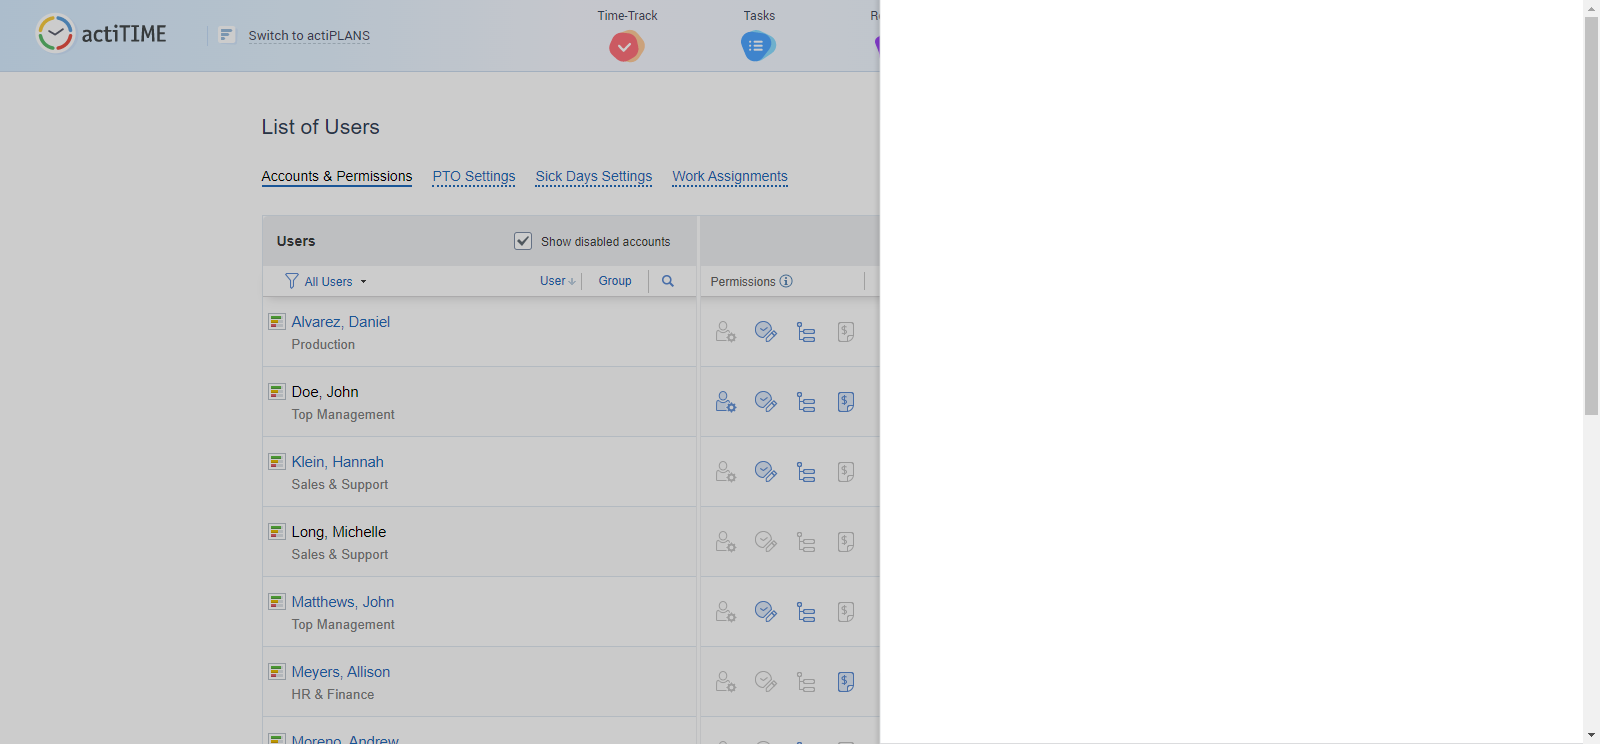 actiTIME
Switch to actiPLANS
Time-Track
Tasks
List of Users
Accounts & Permissions
PTO Settings
Sick Days Settings
Work Assignments
Users
Show disabled accounts
All Users
User
Group
Permissions
Alvarez, Daniel
Production
Doe, John
Top Management
Klein, Hannah
Sales & Support
Long, Michelle
Sales & Support
Matthews, John
Top Management
Meyers, Allison
HR & Finance
Moreno, Andrew